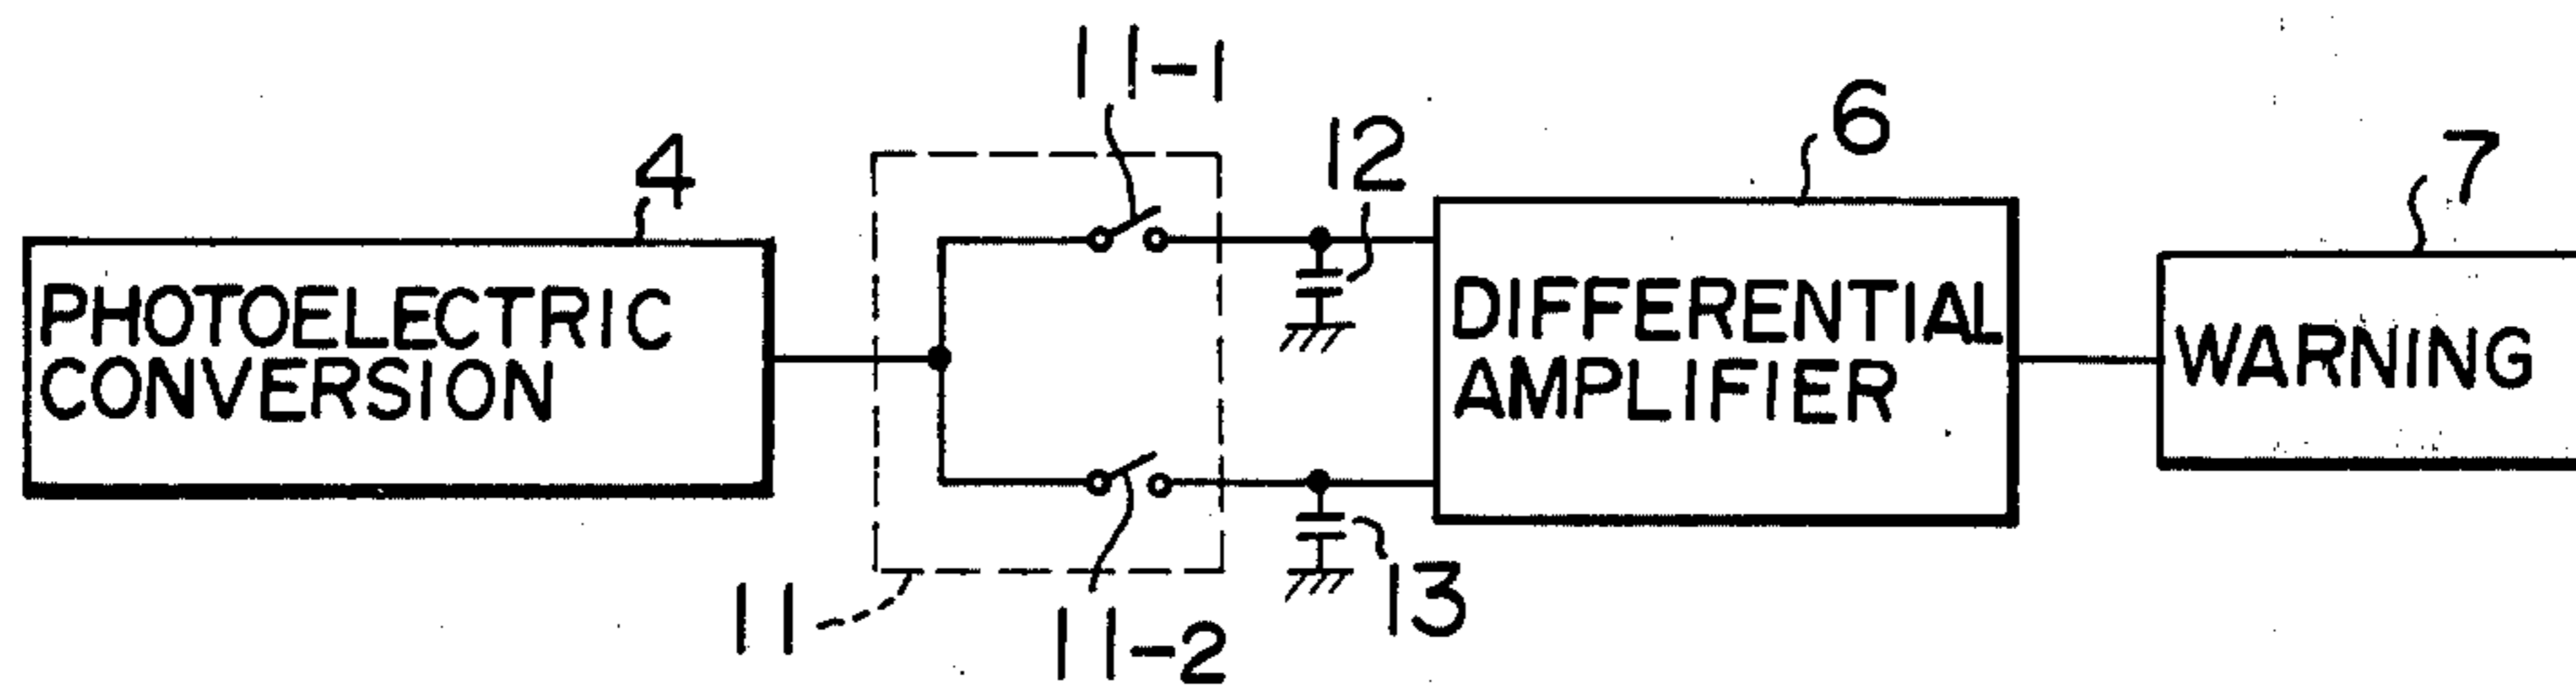 11-1
4
12
6
7
PHOTOELECTRIC
CONVERSION
DIFFERENTIAL
AMPLIFIER
WARNING
11
11-2
13